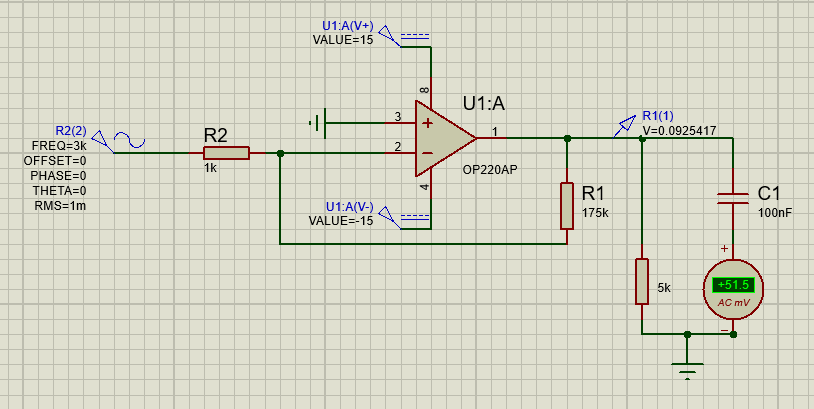 U1:A(V+)
VALUE=15
R2(2)
FREQ=3k
OFFSET=0
PHASE=0
THETA=0
RMS=1m
R2
1k
3
2
8
4
1
U1:A
OP220AP
U1:A(V-)
VALUE=-15
R1(1)
V=0.0925417
R1
175k
C1
100nF
5k
+
+51.5
AC mV